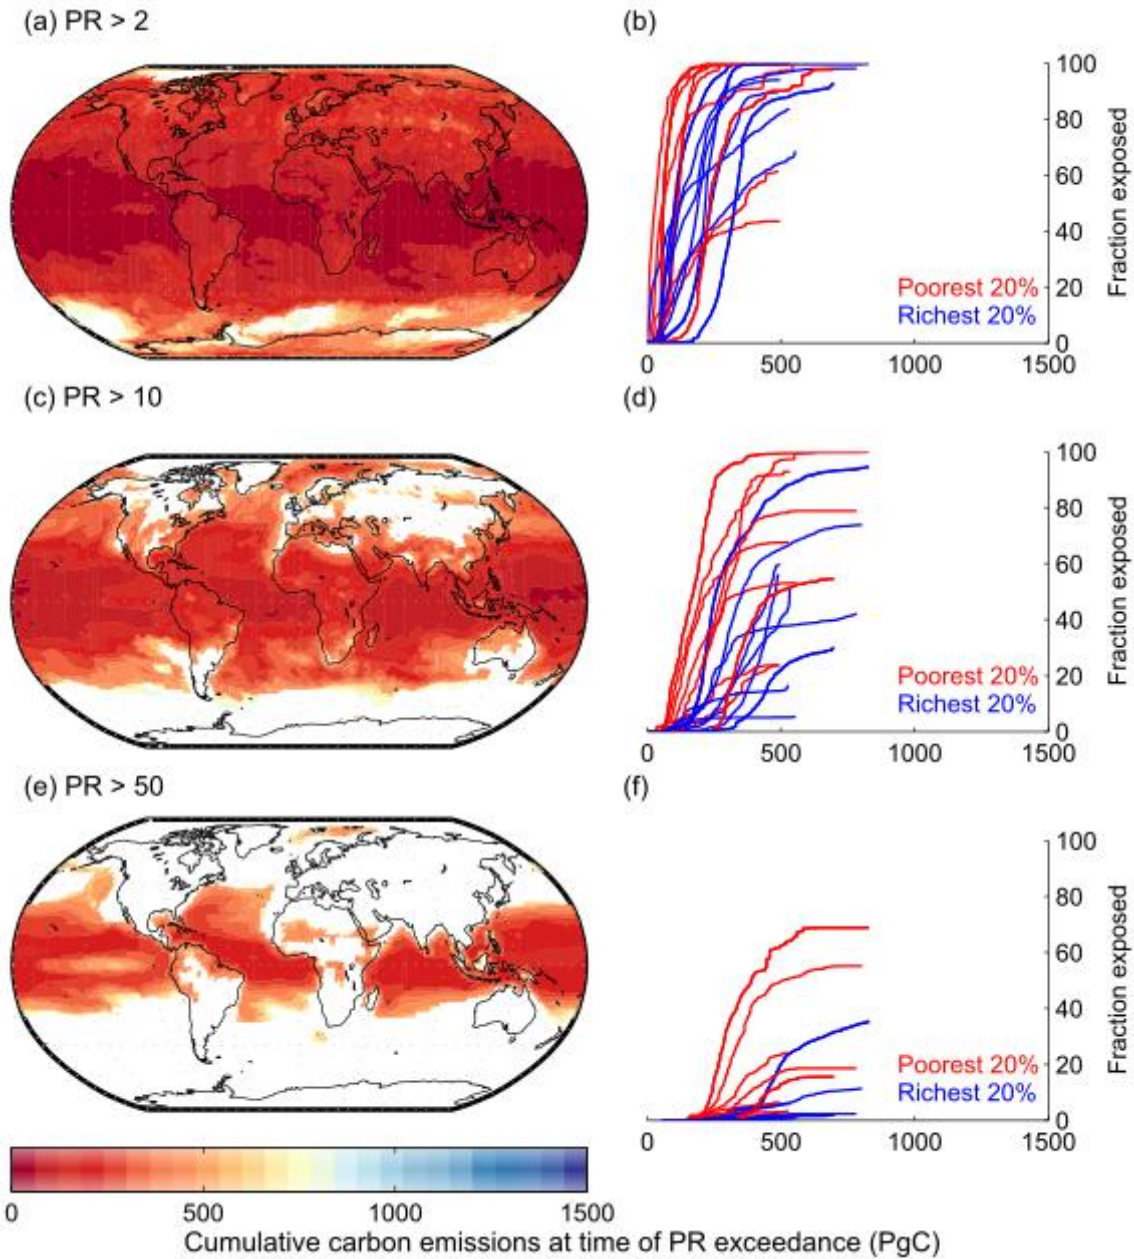 (a) PR > 2
(b)
100
80
60
40
20
0
Fraction exposed
Poorest 20%
Richest 20%
0 500 1000 1500
(c) PR > 10
(d)
100
80
60
40
20
0
Fraction exposed
Poorest 20%
Richest 20%
0 500 1000 1500
(e) PR > 50
(f)
100
80
60
40
20
0
Fraction exposed
Poorest 20%
Richest 20%
0 500 1000 1500
0 500 1000 1500
Cumulative carbon emissions at time of PR exceedance (PgC)